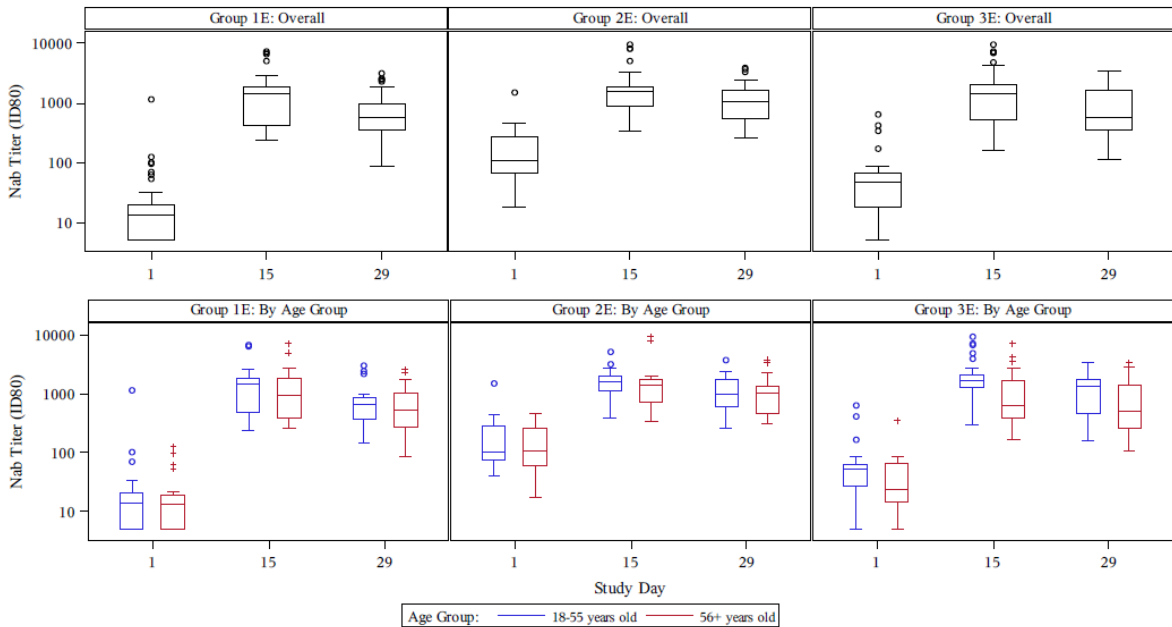 Group 1E: Overall Group 2E: Overall Group 3E: Overall
Nab Titer (ID80)
10000
1000
100
10
1 15 29 1 15 29 1 15 29
Group 1E: By Age Group Group 2E: By Age Group Group 3E: By Age Group
Nab Titer (ID80)
10000
1000
100
10
1 15 29 1 15 29 1 15 29
Study Day
Age Group: 18-55 years old 56+ years old